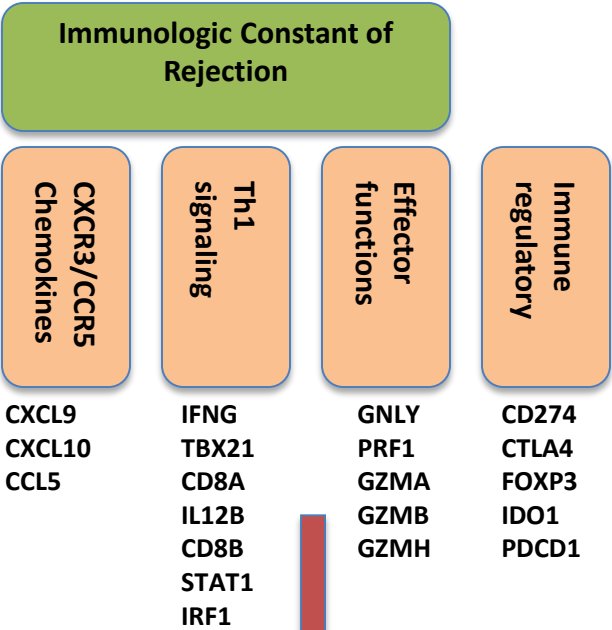 Immunologic Constant of
Rejection
CXCR3/CCR5
Chemokines
Th1
signaling
Effector
functions
Immune
regulatory
CXCL9
CXCL10
CCL5
IFNG
TBX21
CD8A
IL12B
CD8B
STAT1
IRF1
GNLY
PRF1
GZMA
GZMB
GZMH
CD274
CTLA4
FOXP3
IDO1
PDCD1